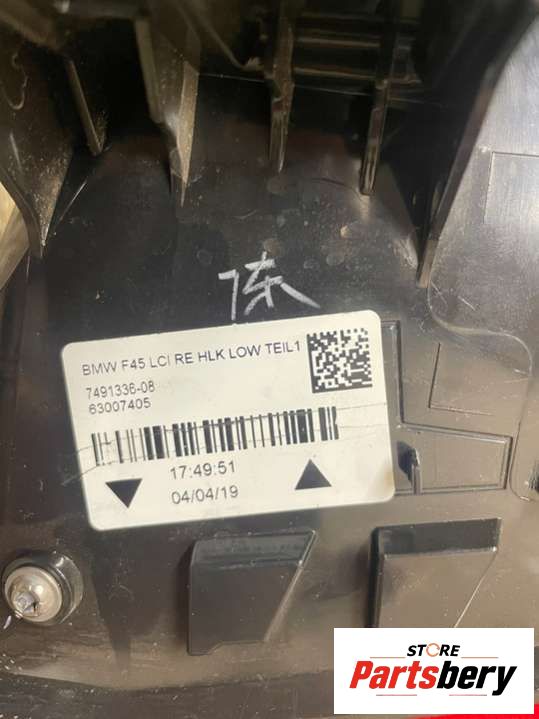 陈
BMW F45 LCI RE HLK LOW TEIL1
7491336-08
63007405
17:49:51
04/04/19
STORE
Partsbery